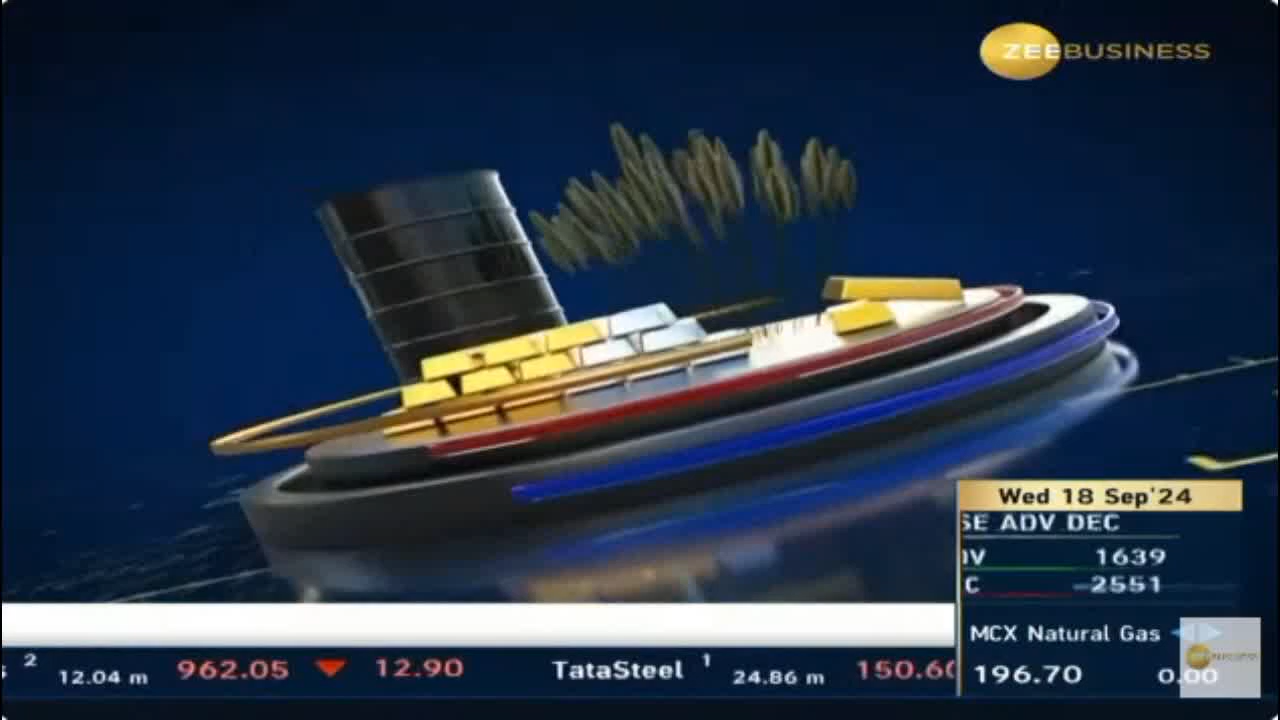 ZEEBUSINESS
Wed 18 Sep'24
SE ADV DEC
1639
2551
MCX Natural Gas
196.70 0.00
2 12.04 m 962.05 12.90 TataSteel 1 24.86 m 150.60